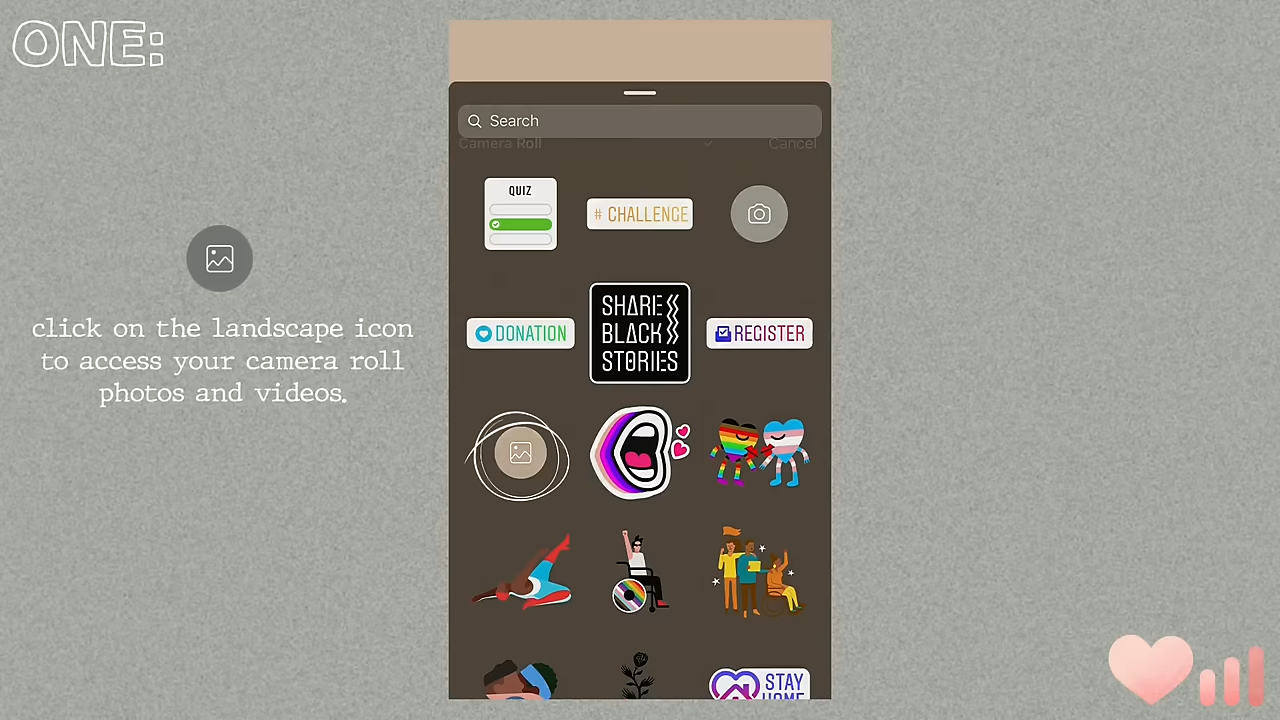 ONE:
Search
Camera Roll
Cancel
QUIZ
# CHALLENGE
click on the landscape icon
to access your camera roll
photos and videos.
DONATION
SHARE
BLACK
STORIES
REGISTER
STAY
HOME